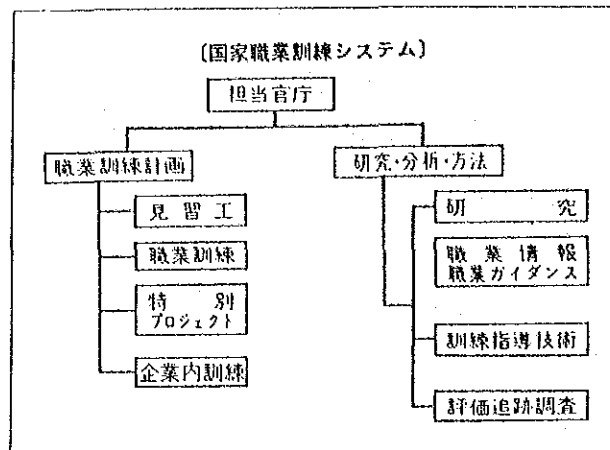 〔国家職業訓練システム〕
担当官庁
職業訓練計画
研究・分析・方法
見習工
職業訓練
特別
プロジェクト
企業内訓練
研究
職業情報
職業ガイダンス
訓練指導技術
評価追跡調査